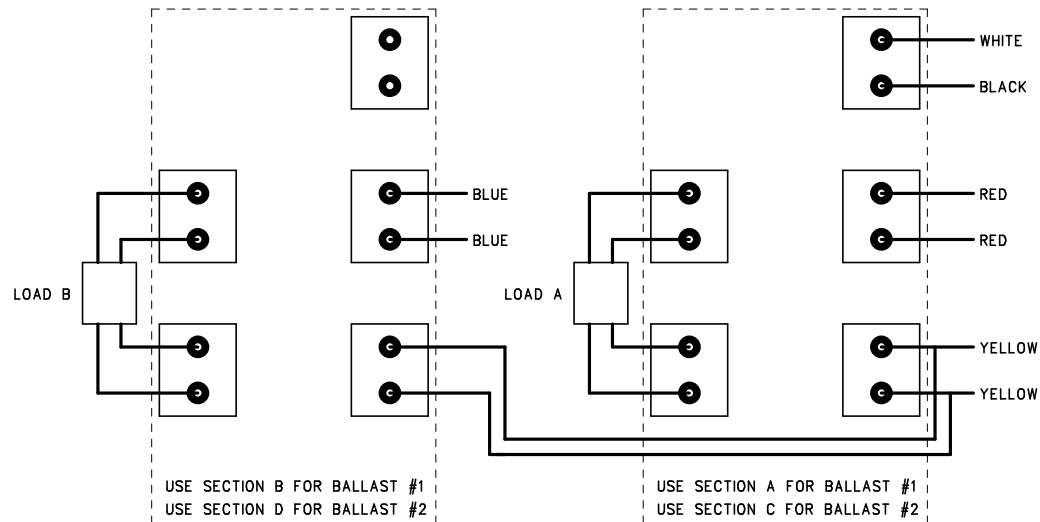 WHITE
BLACK
BLUE
RED
BLUE
RED
LOAD B
LOAD A
YELLOW
YELLOW
USE SECTION B FOR BALLAST #1
USE SECTION D FOR BALLAST #2
USE SECTION A FOR BALLAST #1
USE SECTION C FOR BALLAST #2